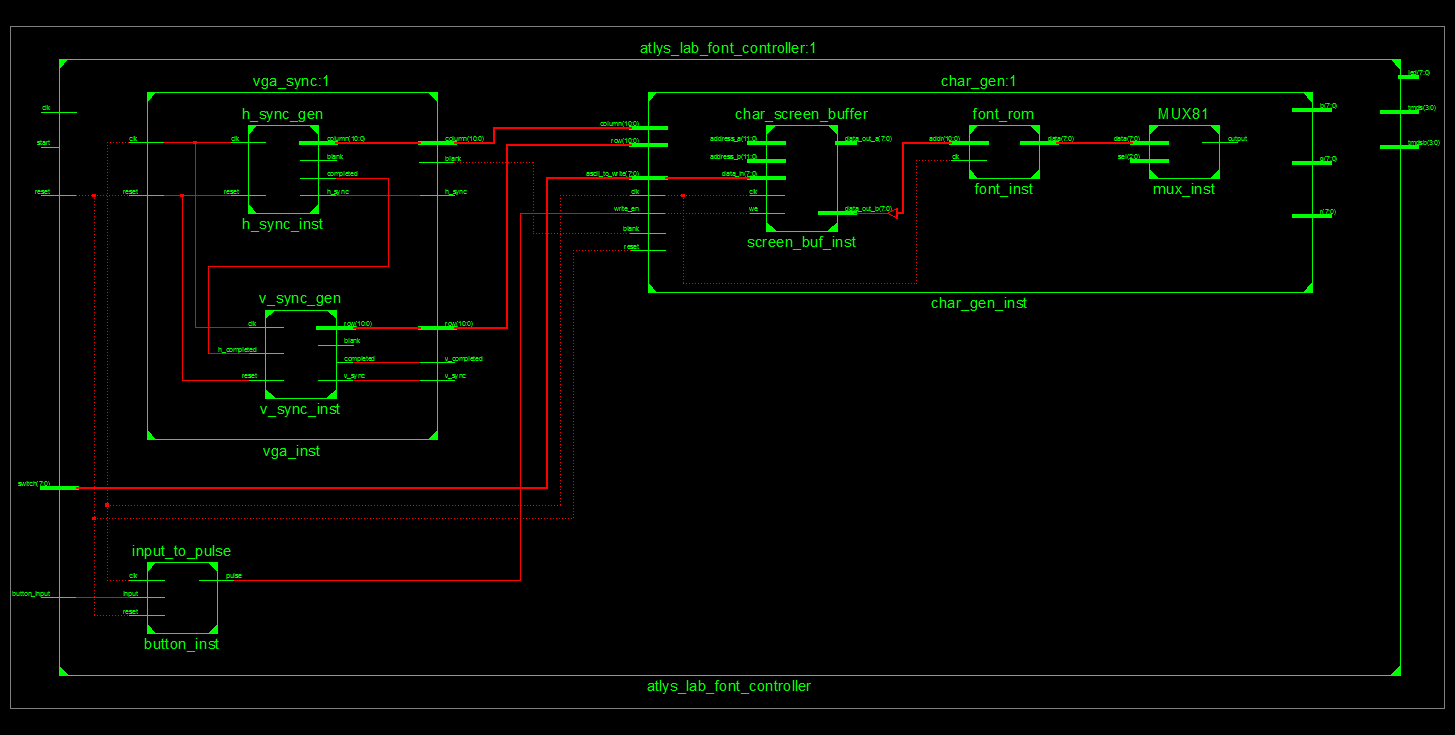 atlys_lab_font_controller:1
vga_sync:1
char_gen:1
h_sync_gen
char_screen_buffer
font_rom
MUX81
led(7:0)
clk
b(7:0)
tmds(3:0)
column(10:0)
start
clk
clk
column(10:0)
column(10:0)
row(10:0)
address_a(11:0)
data_out_a(7:0)
addr(10:0)
data(7:0)
data(7:0)
output
tmdsb(3:0)
blank
blank
address_b(11:0)
clk
sel(2:0)
g(7:0)
completed
ascii_to_write(7:0)
data_in(7:0)
reset
reset
reset
h_sync
h_sync
clk
clk
font_inst
mux_inst
write_en
we
data_out_b(7:0)
r(7:0)
h_sync_inst
blank
screen_buf_inst
reset
v_sync_gen
char_gen_inst
clk
row(10:0)
row(10:0)
h_completed
blank
completed
v_completed
reset
v_sync
v_sync
v_sync_inst
vga_inst
switch(7:0)
input_to_pulse
clk
pulse
button_input
input
reset
button_inst
atlys_lab_font_controller